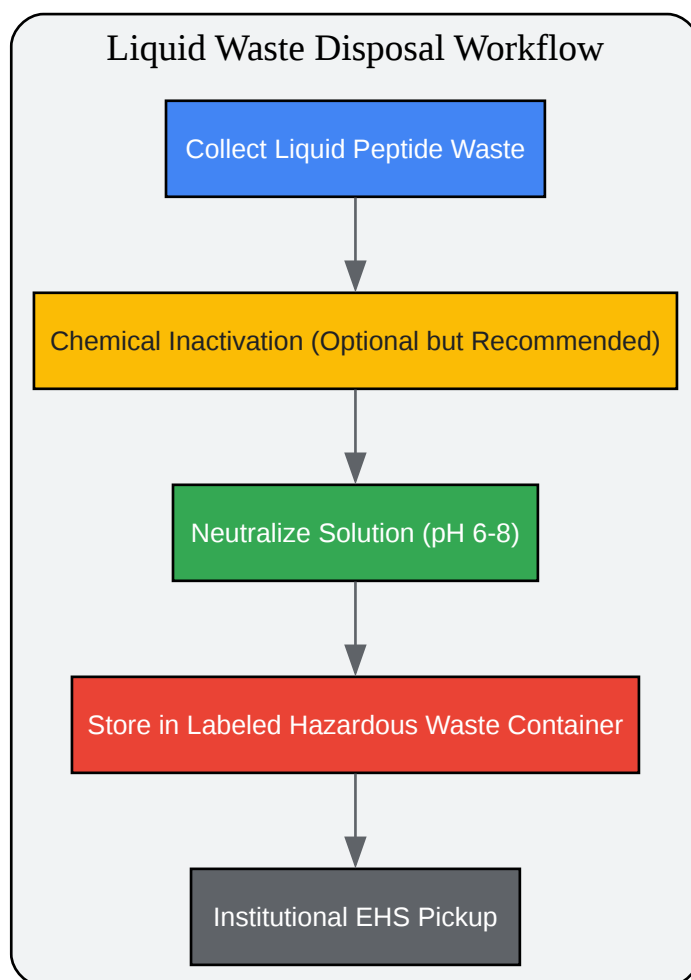 Liquid Waste Disposal Workflow
Collect Liquid Peptide Waste
Chemical Inactivation (Optional but Recommended)
Neutralize Solution (pH 6-8)
Store in Labeled Hazardous Waste Container
Institutional EHS Pickup